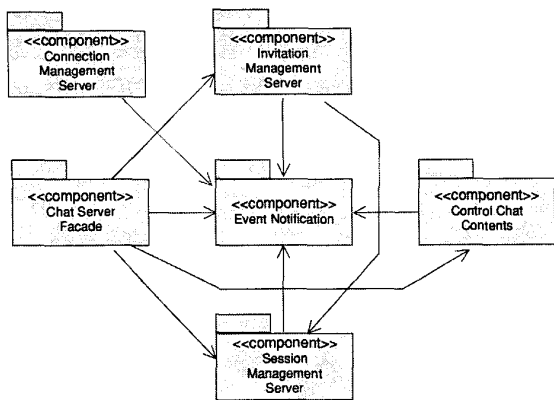 <<component>>
Connection
Management
Server
<<component>>
Invitation
Management
Server
<<component>>
Chat Server
Facade
<<component>>
Event Notification
<<component>>
Control Chat
Contents
<<component>>
Session
Management
Server